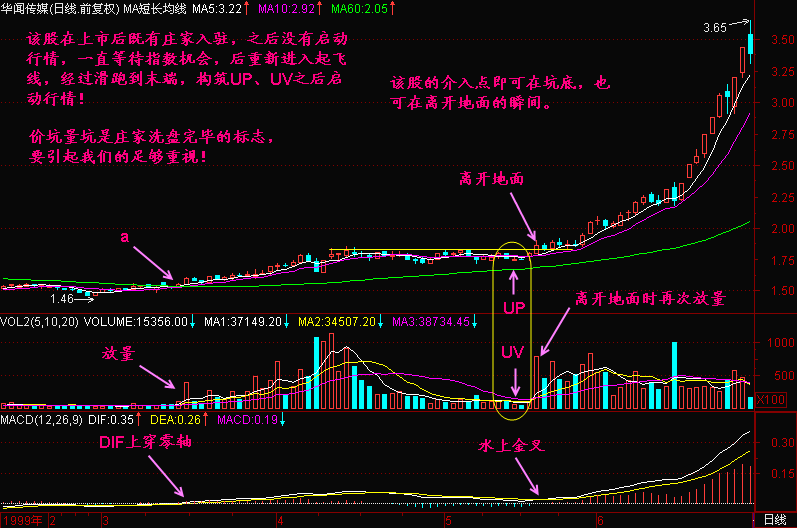 华闻传媒(日线.前复权) MA短长均线 MA5:3.22↑ MA10:2.92↑ MA60:2.05↑
3.65
3.50
该股在上市后既有庄家入驻，之后没有启动
行情，一直等待指数机会，后重新进入起飞
线，经过滑跑到末端，构筑UP、UV之后启
动行情！
该股的介入点即可在坑底，也
可在离开地面的瞬间。
3.25
3.00
价坑量坑是庄家洗盘完毕的标志，
要引起我们的足够重视！
2.75
2.50
离开地面
2.25
a
2.00
1.75
1.46
1.50
UP
离开地面时再次放量
VOL2(5,10,20) VOLUME:15356.00↓ MA1:37149.20↓ MA2:34507.20↓ MA3:38734.45↓
放量
UV
1000
500
X100
MACD(12,26,9) DIF:0.35↑ DEA:0.26↑ MACD:0.19↓
DIF上穿零轴
水上金叉
0.30
0.15
1999年 2 3 4 5 6 日线